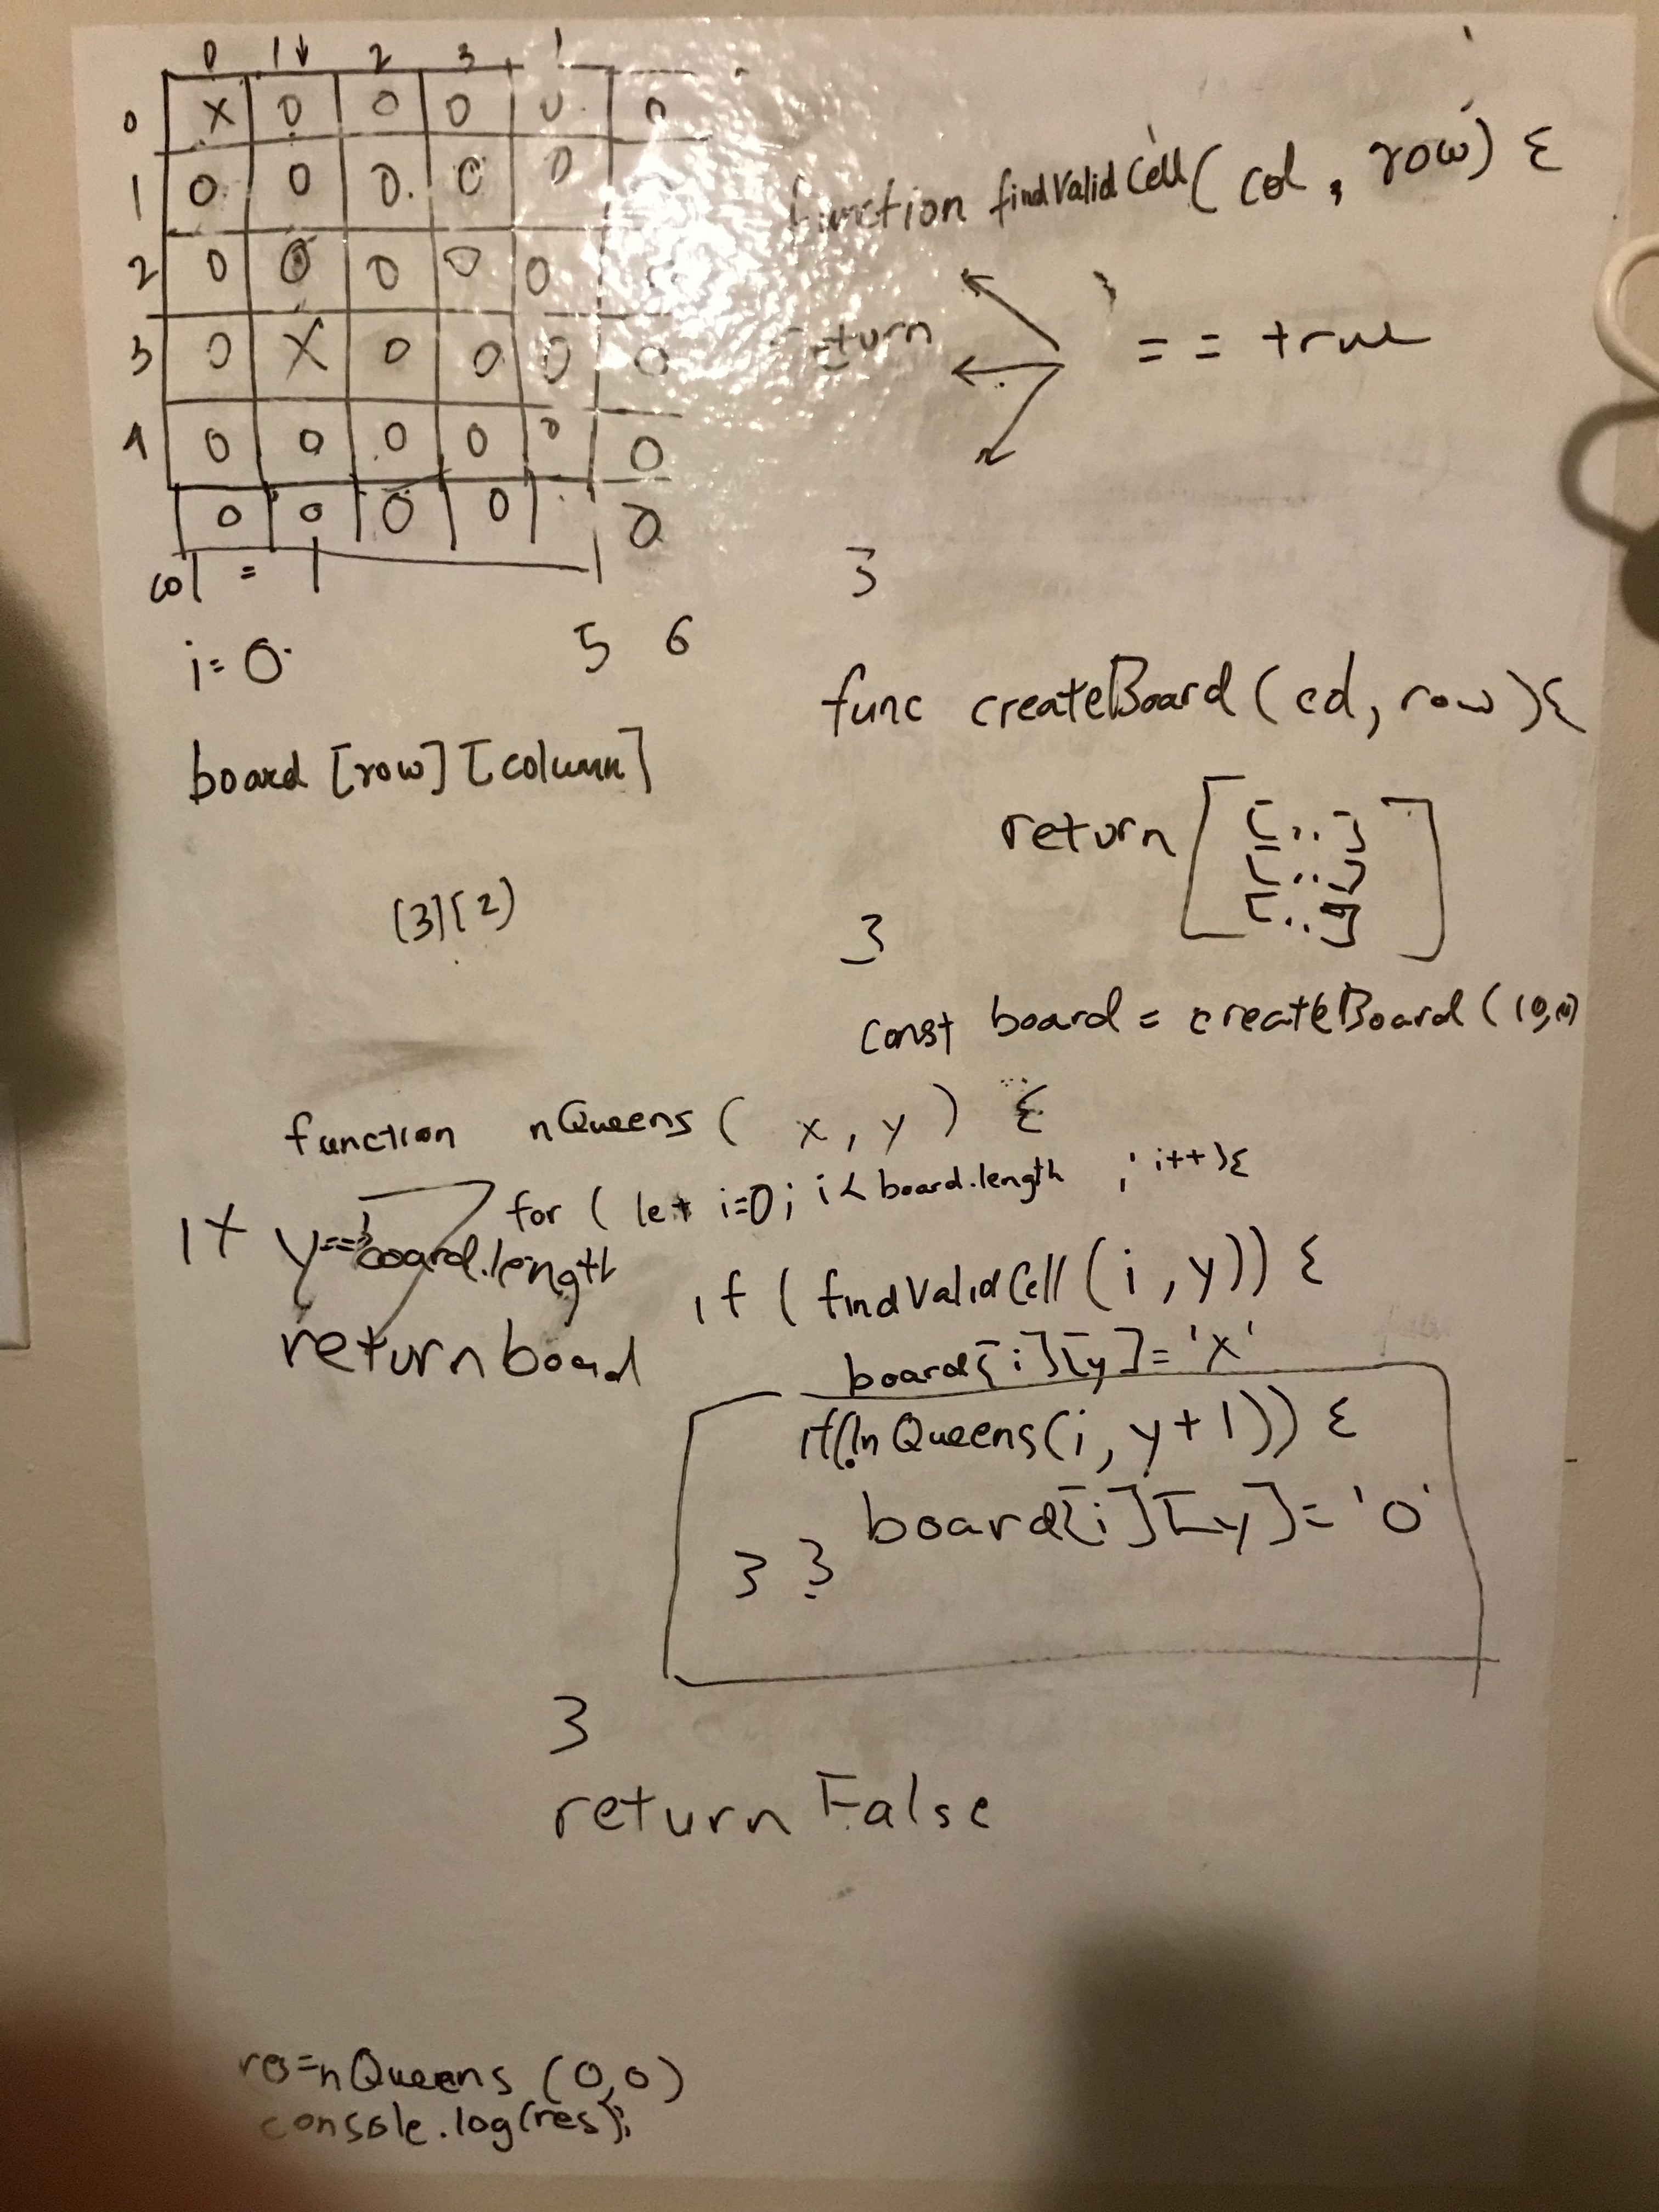 0 1↓ 2 3
0 X 0 0 0 0 0
1 0 0 0 0 0
2 0 0 0 0 0
3 0 X 0 0 0 0
4 0 0 0 0 0 0
0 0 0 0 0
col = 1
i=0
5 6
board [row][column]
[3][2]
function findValidCell(col, row) {
return == true
}
func createBoard(col, row){
return [[..]
[..]
[..]]
}
const board = createBoard(
function nQueens(x, y) {
for (let i=0; i<board.length ; i++){
if y==board.length
return board
if (findValidCell(i, y)) {
board[i][y]='X'
if(!nQueens(i, y+1)) {
board[i][y]='0'
} }
}
return False
res=nQueens (0,0)
console.log(res);